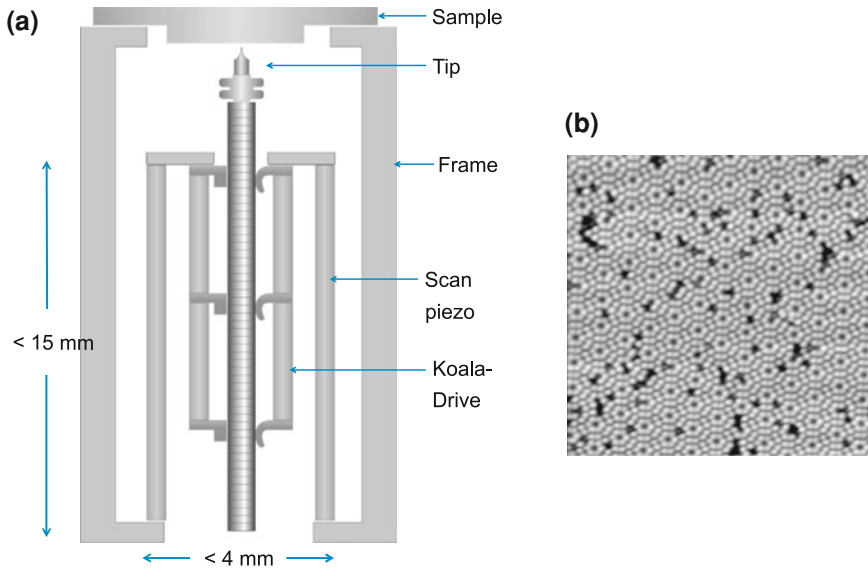 (a)
Sample
Tip
(b)
Frame
Scan
piezo
< 15 mm
Koala-
Drive
< 4 mm